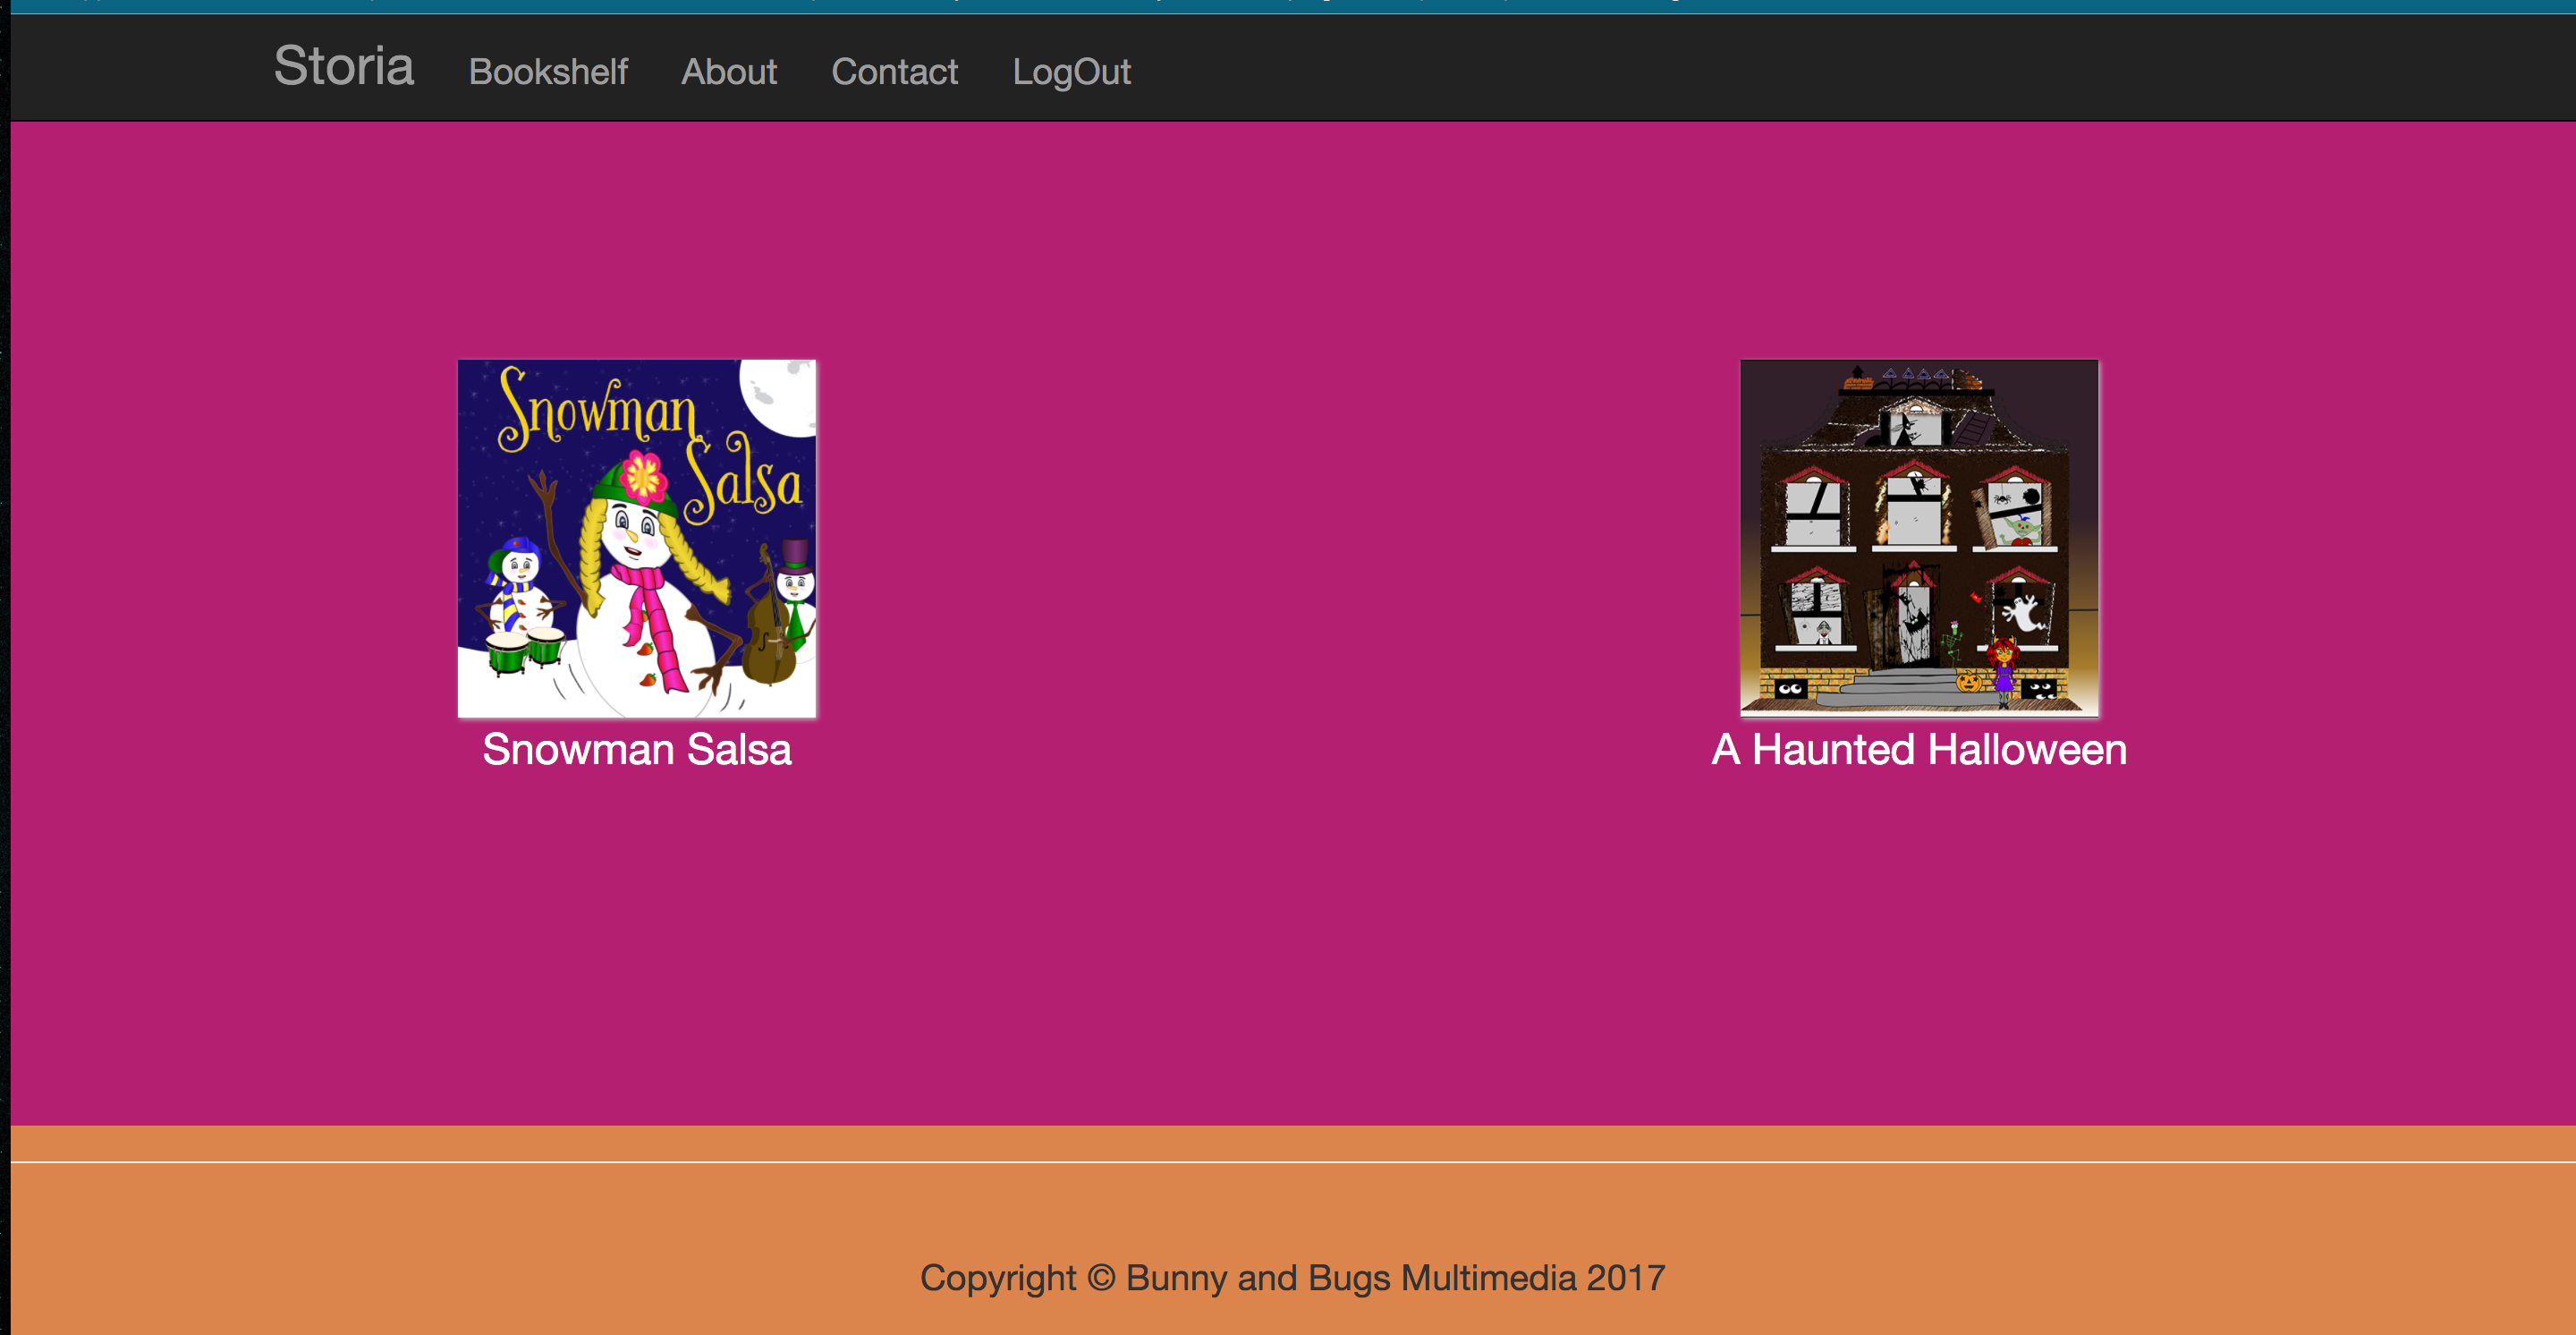 Storia Bookshelf About Contact LogOut
Snowman
Salsa
Snowman Salsa A Haunted Halloween
Copyright © Bunny and Bugs Multimedia 2017